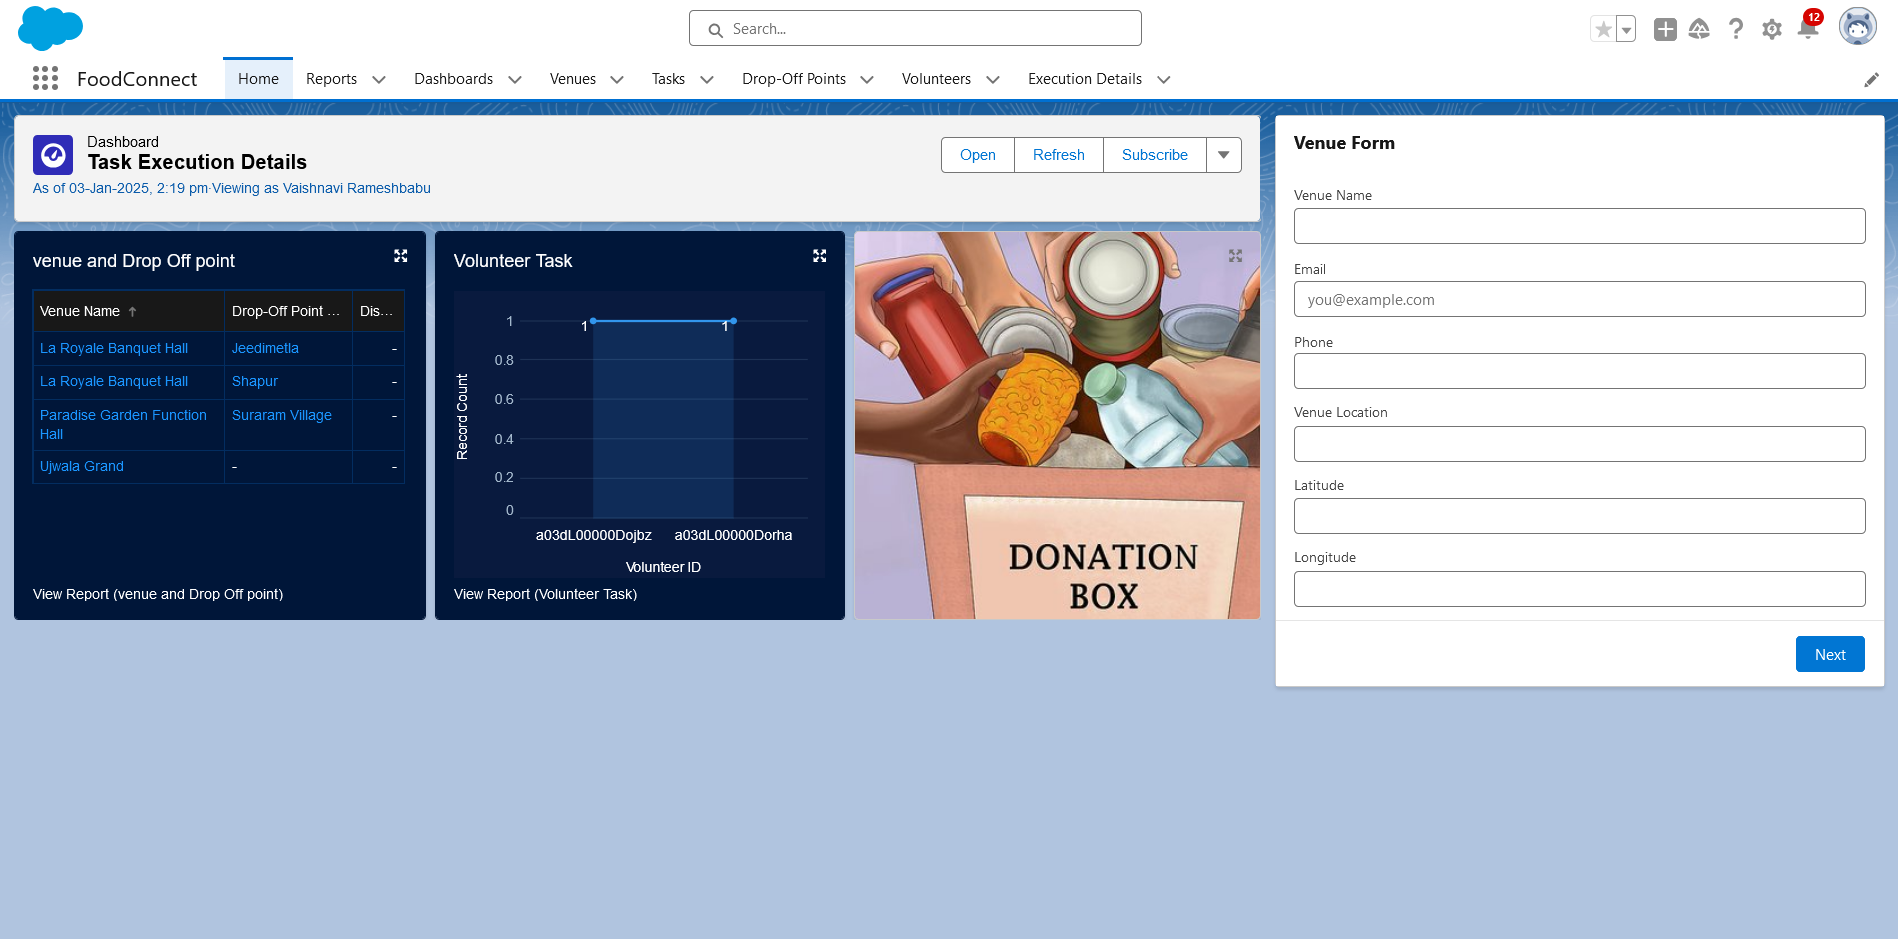 Search...
12
FoodConnect
Home
Reports
Dashboards
Venues
Tasks
Drop-Off Points
Volunteers
Execution Details
Dashboard
Task Execution Details
As of 03-Jan-2025, 2:19 pm·Viewing as Vaishnavi Rameshbabu
Open
Refresh
Subscribe
venue and Drop Off point
Venue Name ↑ Drop-Off Point ... Dis...
La Royale Banquet Hall Jeedimetla -
La Royale Banquet Hall Shapur -
Paradise Garden Function Suraram Village -
Hall
Ujwala Grand - -
View Report (venue and Drop Off point)
Volunteer Task
Record Count
1
0.8
0.6
0.4
0.2
0
1 1
a03dL00000Dojbz a03dL00000Dorha
Volunteer ID
View Report (Volunteer Task)
DONATION
BOX
Venue Form
Venue Name
Email
you@example.com
Phone
Venue Location
Latitude
Longitude
Next